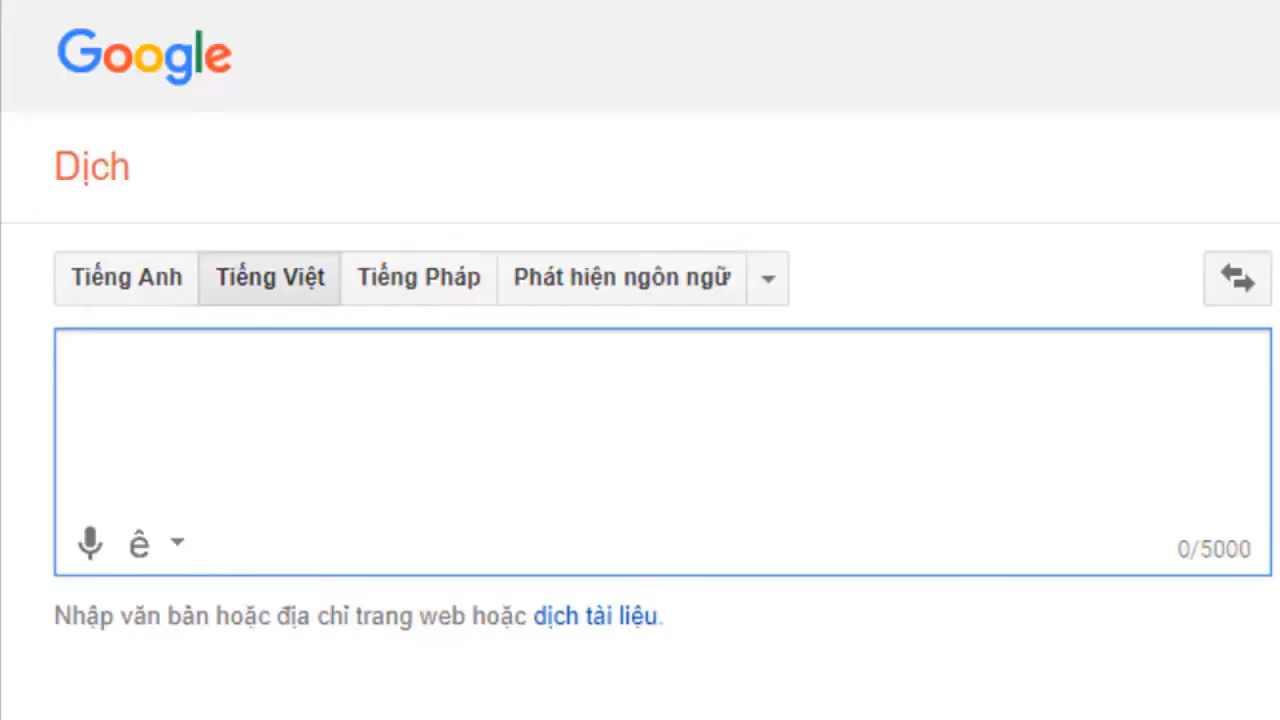 Google
Dịch
Tiếng Anh Tiếng Việt Tiếng Pháp Phát hiện ngôn ngữ
ê
0/5000
Nhập văn bản hoặc địa chỉ trang web hoặc dịch tài liệu.